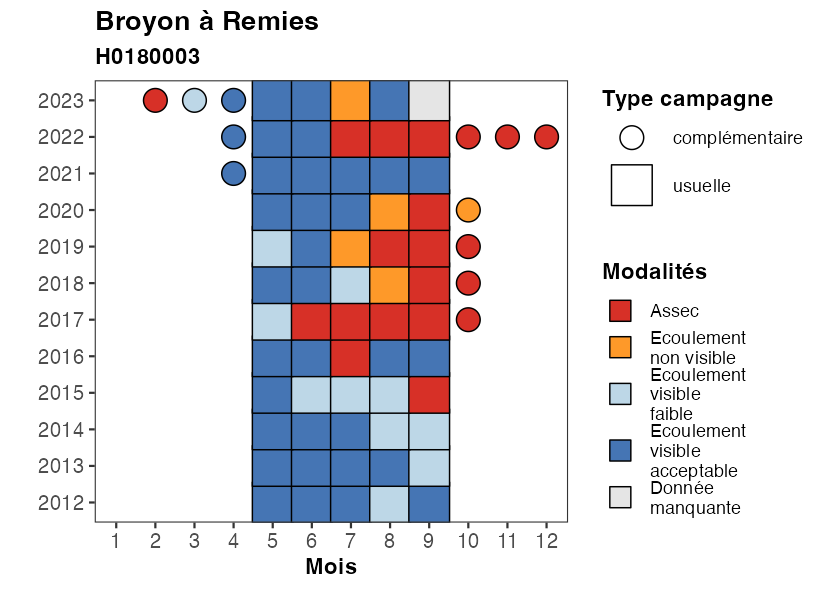 Broyon à Remies
H0180003
2023
2022
2021
2020
2019
2018
2017
2016
2015
2014
2013
2012
1 2 3 4 5 6 7 8 9 10 11 12
Mois
Type campagne
complémentaire
usuelle
Modalités
Assec
Ecoulement
non visible
Ecoulement
visible
faible
Ecoulement
visible
acceptable
Donnée
manquante